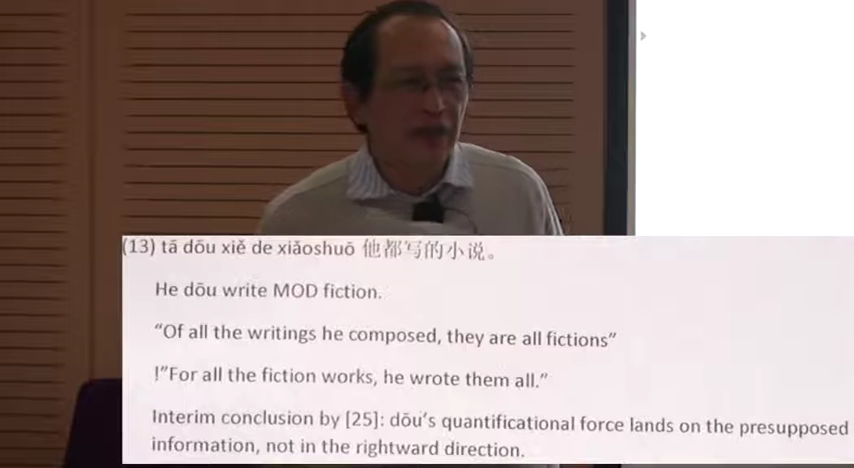 (13) tā dōu xiě de xiǎoshuō 他都写的小说。
He dōu write MOD fiction.
“Of all the writings he composed, they are all fictions”
!”For all the fiction works, he wrote them all.”
Interim conclusion by [25]: dōu’s quantificational force lands on the presupposed
information, not in the rightward direction.